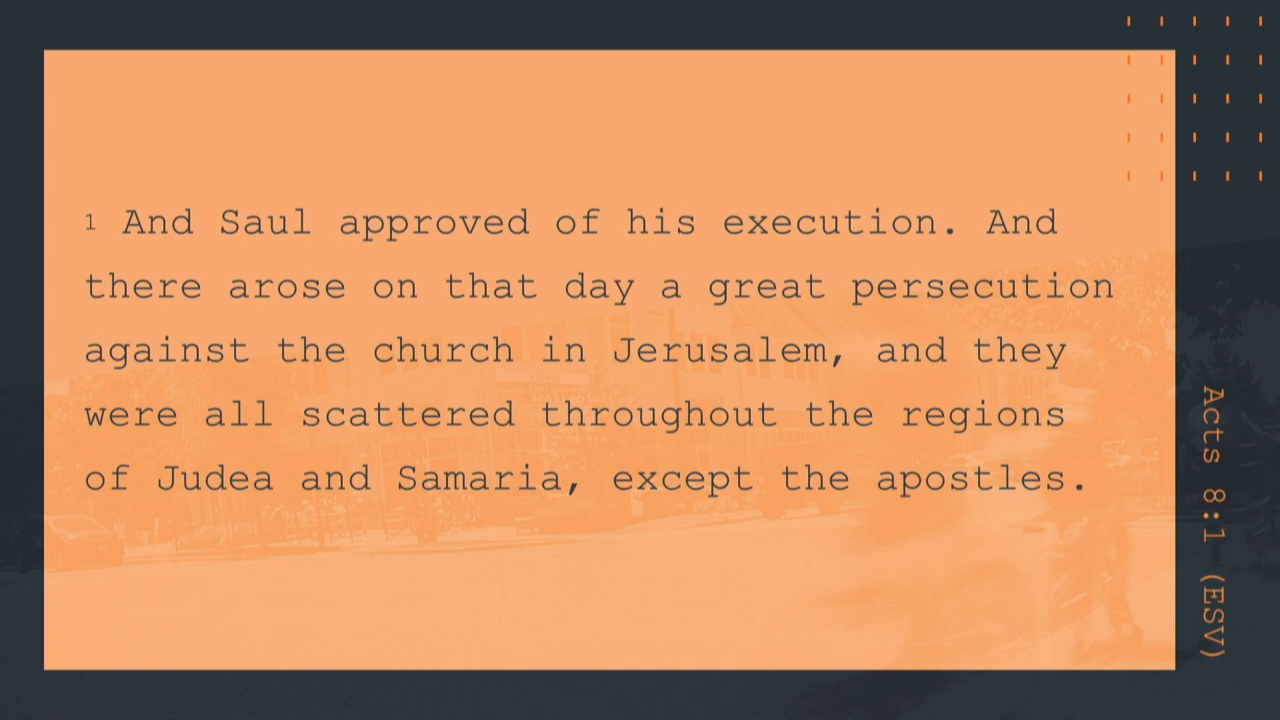 1 And Saul approved of his execution. And
there arose on that day a great persecution
against the church in Jerusalem, and they
were all scattered throughout the regions
of Judea and Samaria, except the apostles.
Acts 8:1 (ESV)